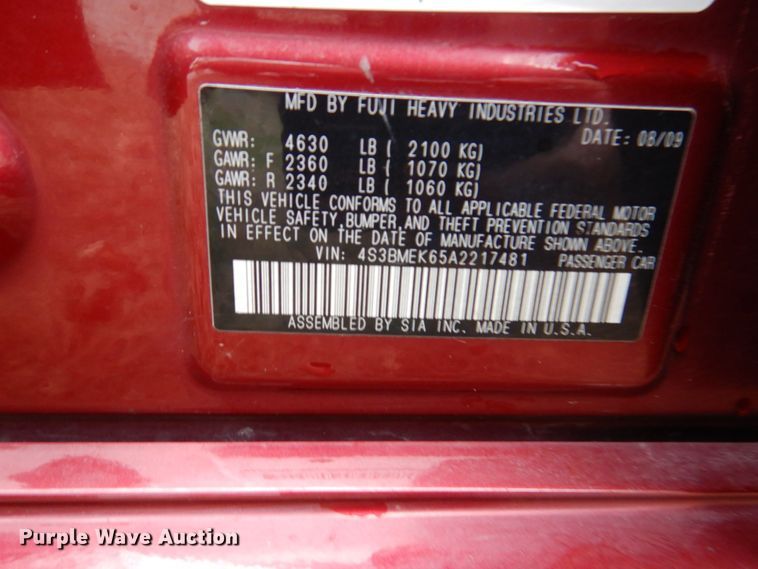 MFD BY FUJI HEAVY INDUSTRIES LTD.
DATE: 08/09
GVWR: 4630 LB ( 2100 KG)
GAWR: F 2360 LB ( 1070 KG)
GAWR: R 2340 LB ( 1060 KG)
THIS VEHICLE CONFORMS TO ALL APPLICABLE FEDERAL MOTOR
VEHICLE SAFETY,BUMPER,AND THEFT PREVENTION STANDARDS
IN EFFECT ON THE DATE OF MANUFACTURE SHOWN ABOVE.
VIN: 4S3BMEK65A2217481 PASSENGER CAR
ASSEMBLED BY SIA INC. MADE IN U.S.A.
Purple Wave Auction